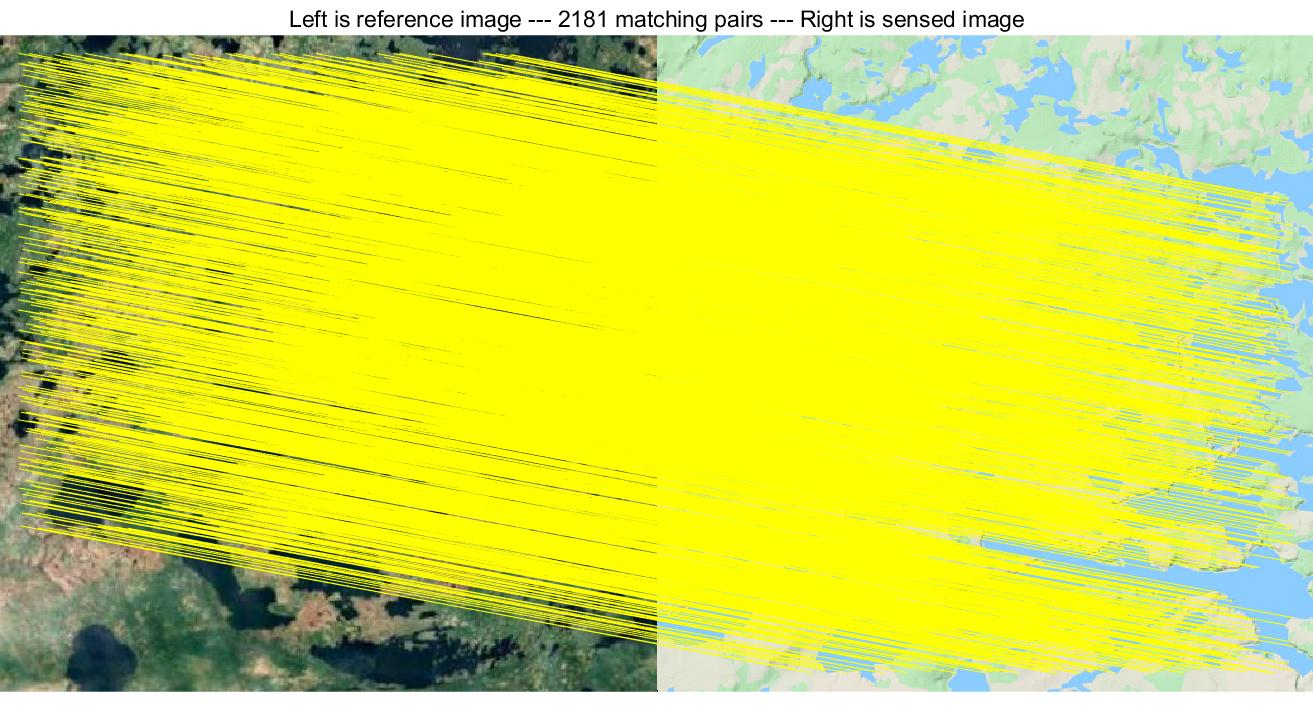 Left is reference image --- 2181 matching pairs --- Right is sensed image